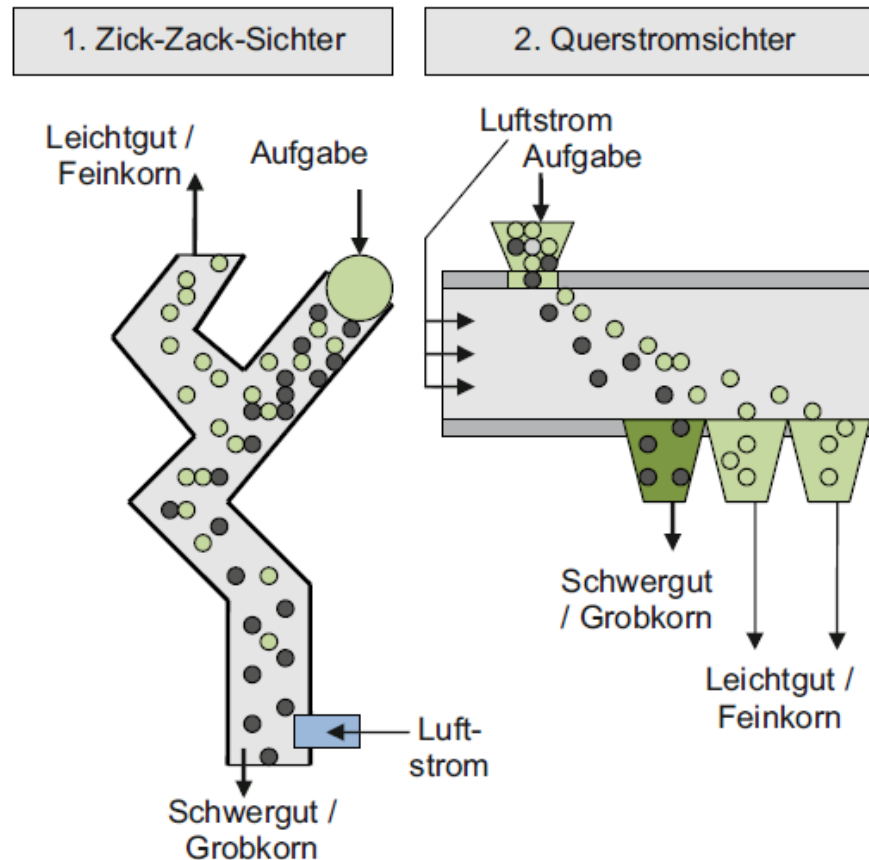 1. Zick-Zack-Sichter
2. Querstromsichter
Leichtgut /
Feinkorn
Aufgabe
Luftstrom
Aufgabe
Schwergut
/ Grobkorn
Leichtgut /
Feinkorn
Luft-
strom
Schwergut /
Grobkorn